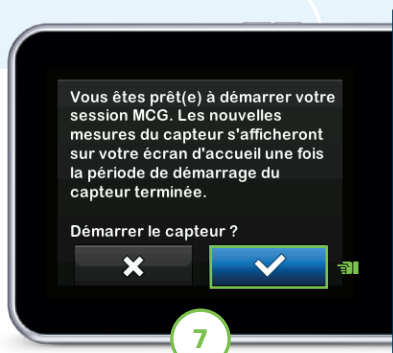 Vous êtes prêt(e) à démarrer votre
session MCG. Les nouvelles
mesures du capteur s'afficheront
sur votre écran d'accueil une fois
la période de démarrage du
capteur terminée.
Démarrer le capteur ?
7